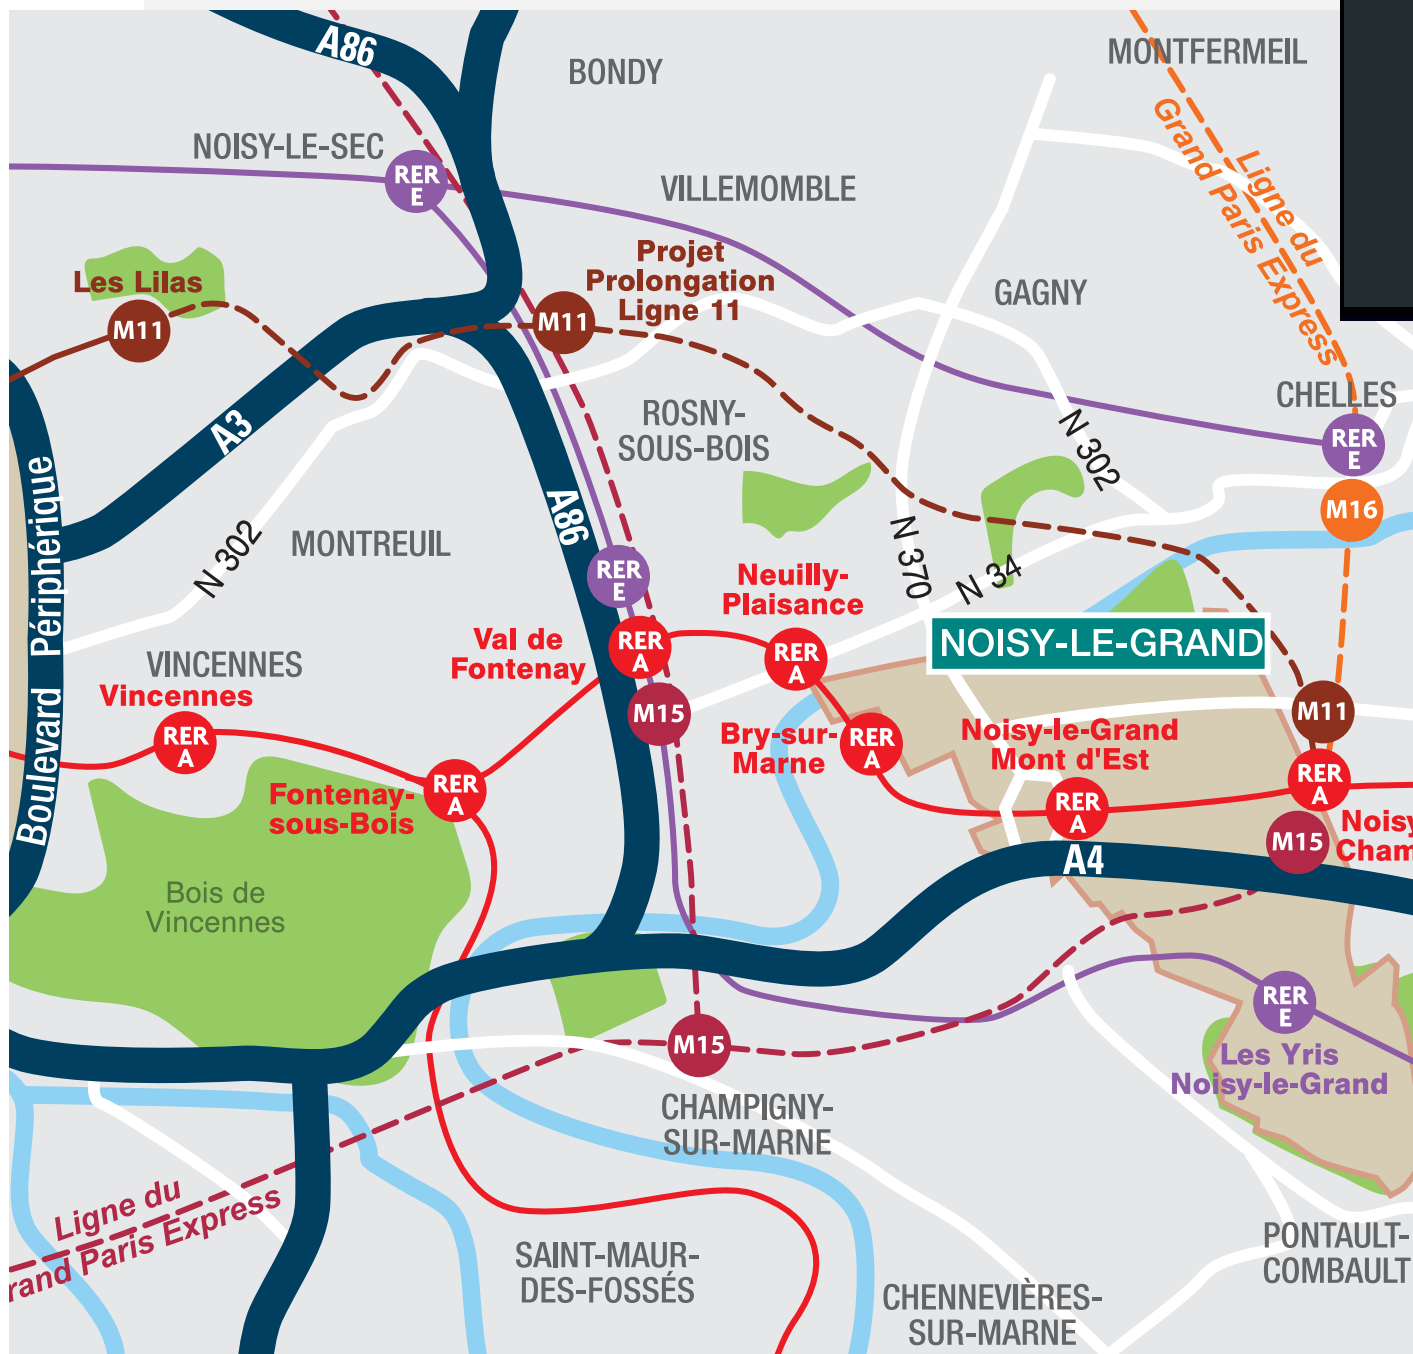 A86
BONDY
MONTFERMEIL
NOISY-LE-SEC
RER
E
VILLEMOMBLE
Ligne du
Grand Paris Express
Les Lilas
M11
Projet
Prolongation
Ligne 11
M11
GAGNY
CHELLES
RER
E
M16
A3
ROSNY-
SOUS-BOIS
N 302
Boulevard Périphérique
N 302
MONTREUIL
A86
N 370
N 34
RER
E
Neuilly-
Plaisance
RER
A
Val de
Fontenay
RER
A
M15
NOISY-LE-GRAND
VINCENNES
Vincennes
RER
A
Bry-sur-
Marne
RER
A
Noisy-le-Grand
Mont d'Est
RER
A
M11
RER
A
M15
Noisy
Cham
Fontenay-
sous-Bois
RER
A
A4
Bois de
Vincennes
RER
E
Les Yris
Noisy-le-Grand
M15
CHAMPIGNY-
SUR-MARNE
Ligne du
rand Paris Express
SAINT-MAUR-
DES-FOSSÉS
CHENNEVIÈRES-
SUR-MARNE
PONTAULT-
COMBAULT